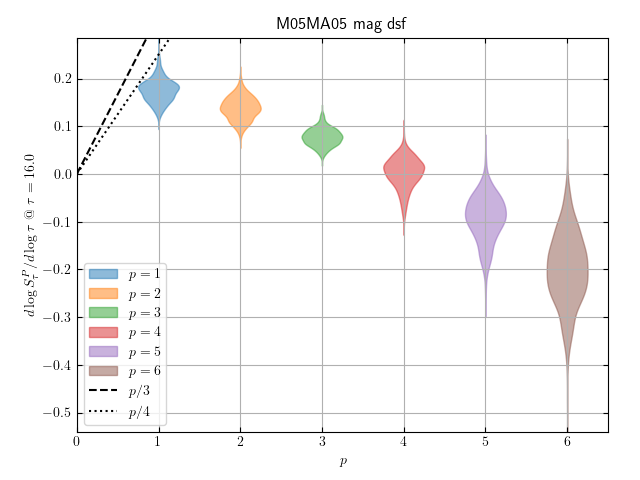 M05MA05 mag dsf
d log S_τ^P / d log τ @ τ = 16.0
0.2
0.1
0.0
−0.1
−0.2
−0.3
−0.4
−0.5
p = 1
p = 2
p = 3
p = 4
p = 5
p = 6
p/3
p/4
0 1 2 3 4 5 6
p